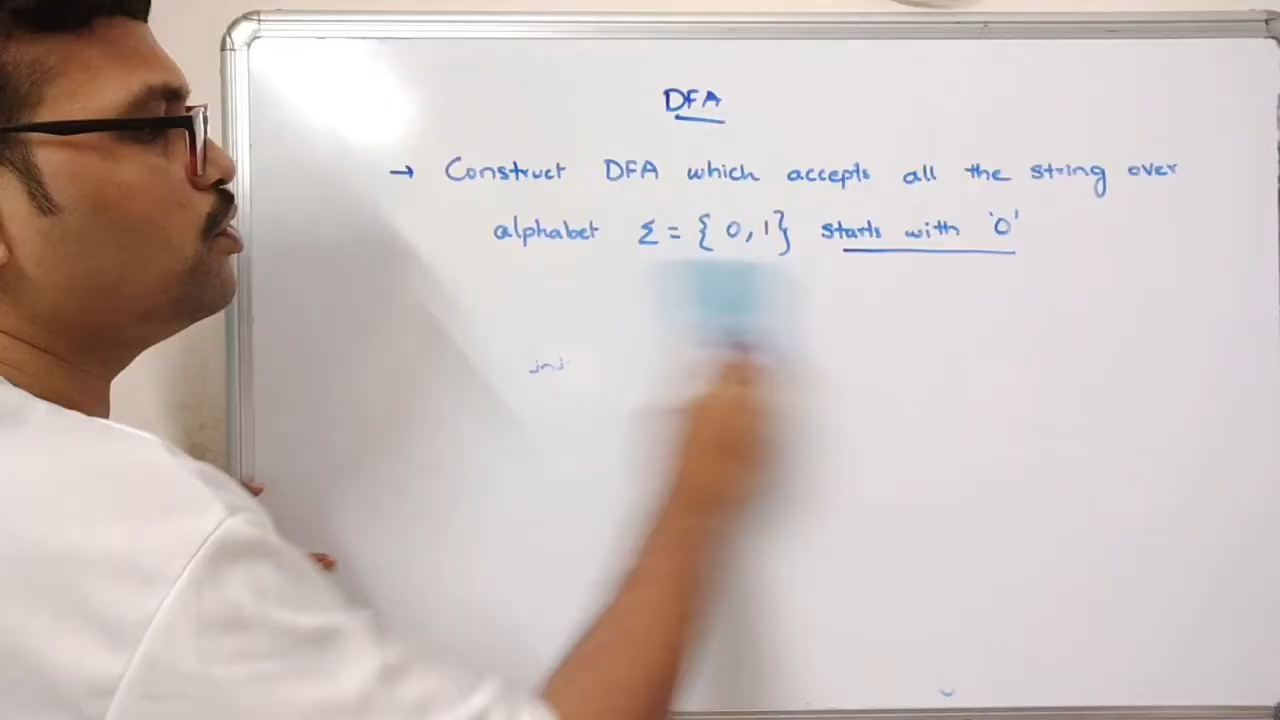 DFA
→ Construct DFA which accepts all the string over
alphabet Σ = { 0, 1 } starts with '0'